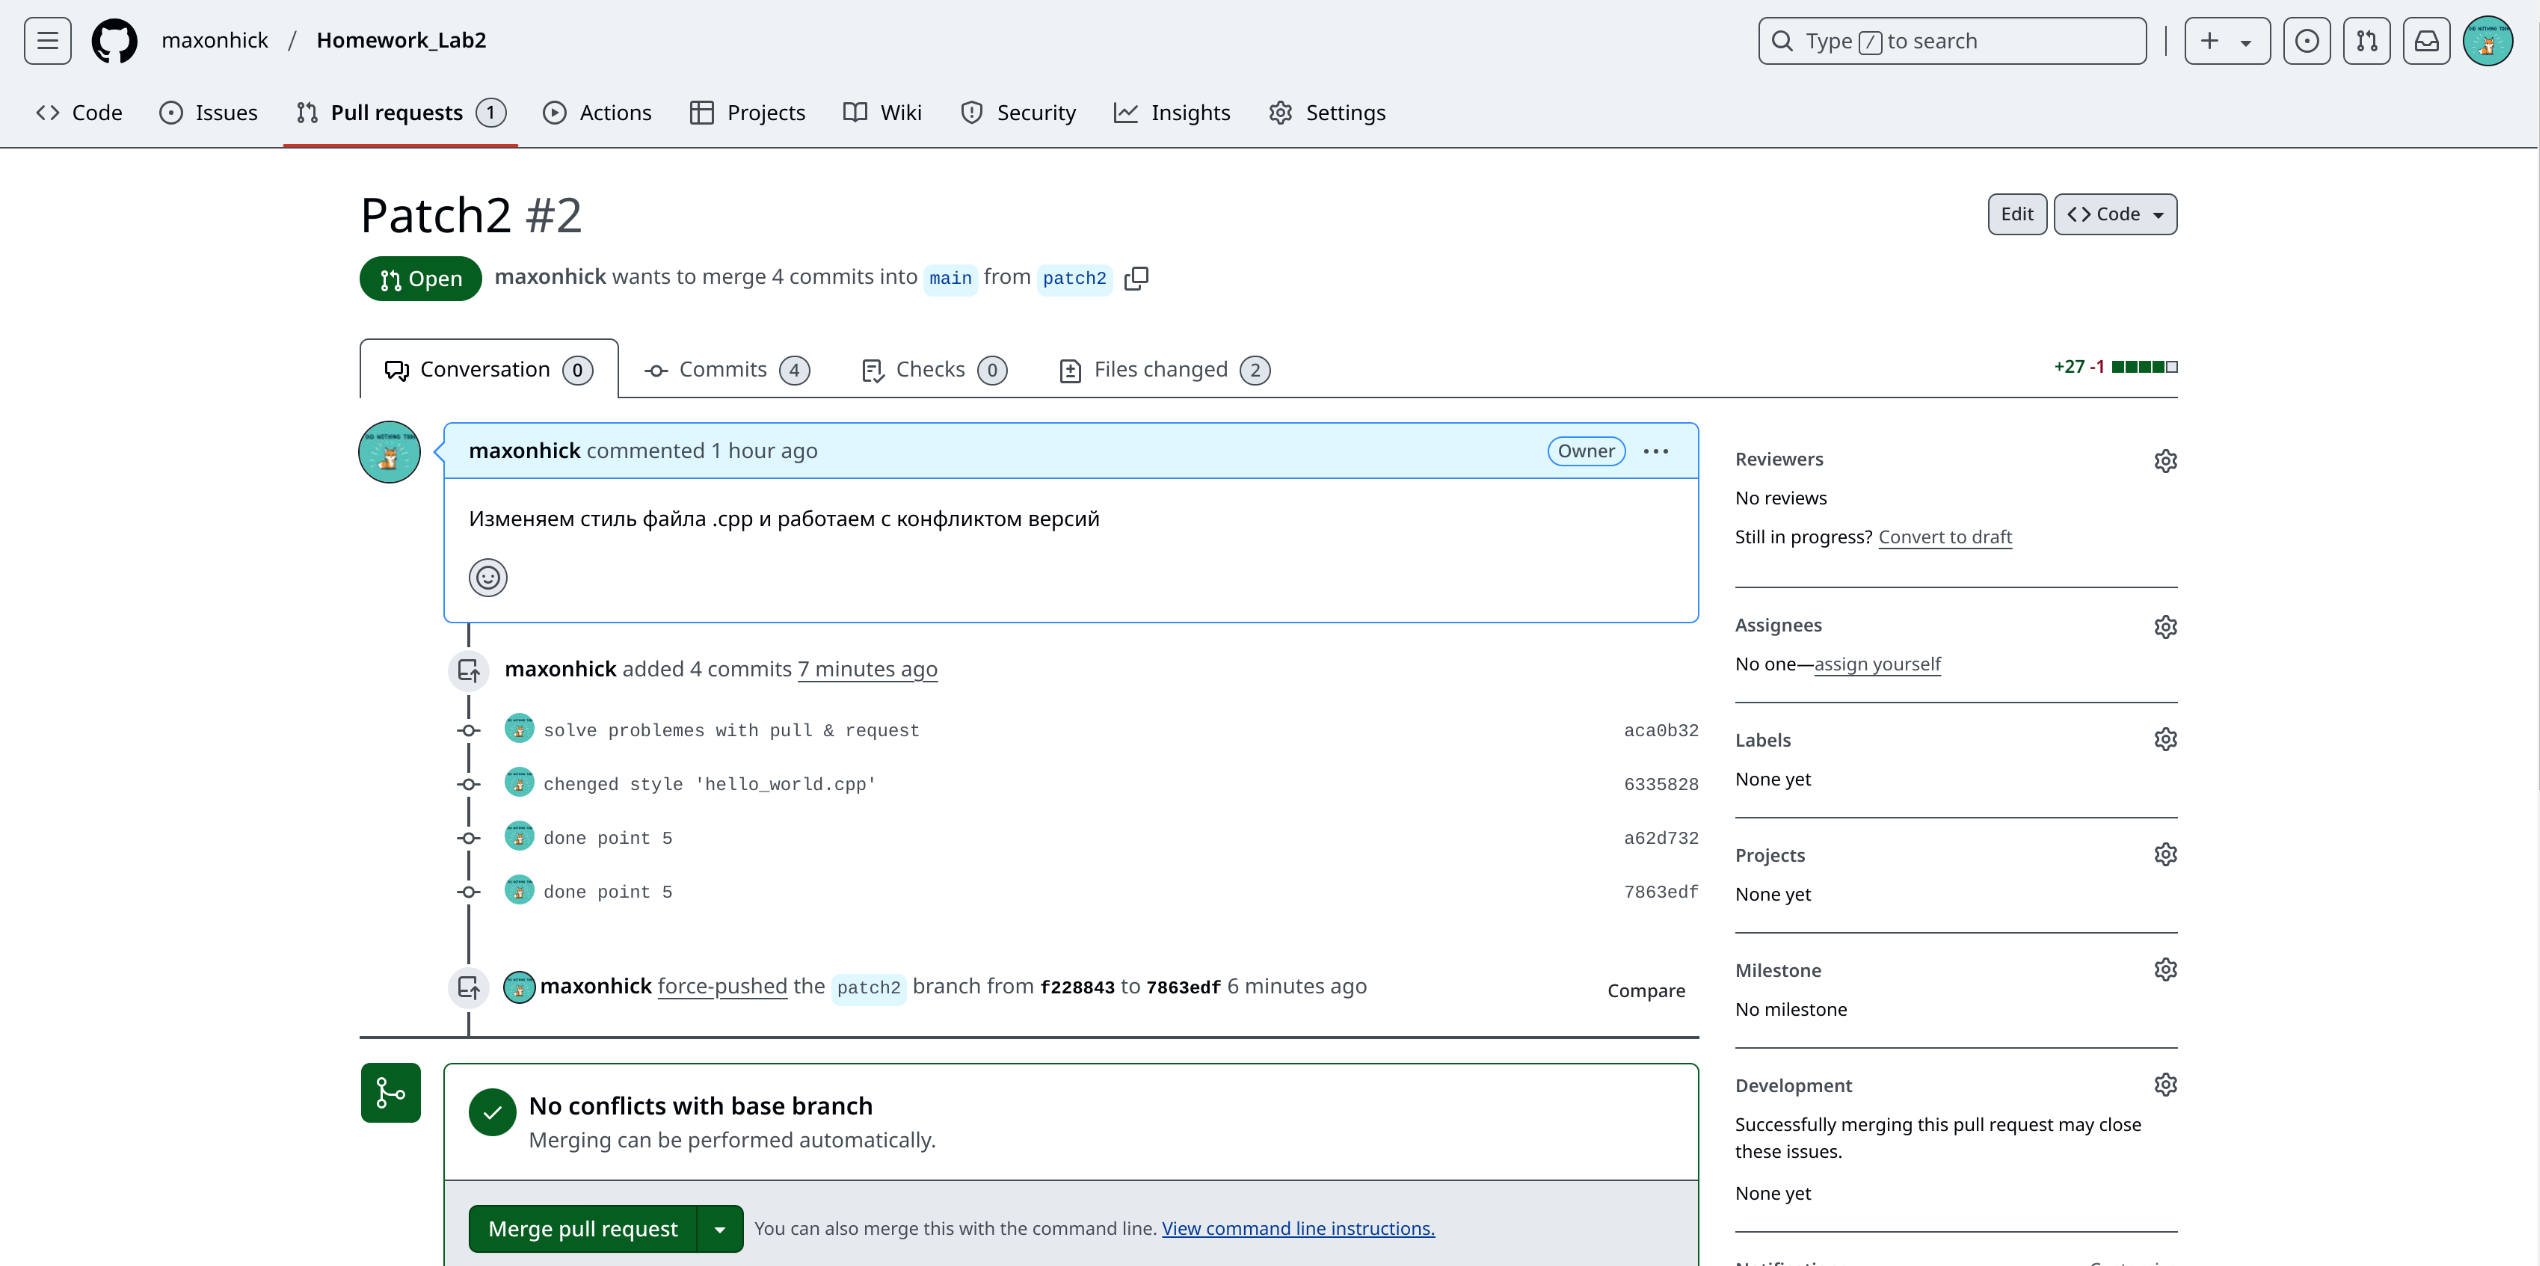 maxonhick / Homework_Lab2
Type / to search
Code Issues Pull requests 1 Actions Projects Wiki Security Insights Settings
Patch2 #2
Edit Code
Open maxonhick wants to merge 4 commits into main from patch2
Conversation 0 Commits 4 Checks 0 Files changed 2
+27 -1
maxonhick commented 1 hour ago
Owner
Изменяем стиль файла .cpp и работаем с конфликтом версий
maxonhick added 4 commits 7 minutes ago
solve problemes with pull & request aca0b32
chenged style 'hello_world.cpp' 6335828
done point 5 a62d732
done point 5 7863edf
maxonhick force-pushed the patch2 branch from f228843 to 7863edf 6 minutes ago
Compare
No conflicts with base branch
Merging can be performed automatically.
Merge pull request
You can also merge this with the command line. View command line instructions.
Reviewers
No reviews
Still in progress? Convert to draft
Assignees
No one—assign yourself
Labels
None yet
Projects
None yet
Milestone
No milestone
Development
Successfully merging this pull request may close
these issues.
None yet